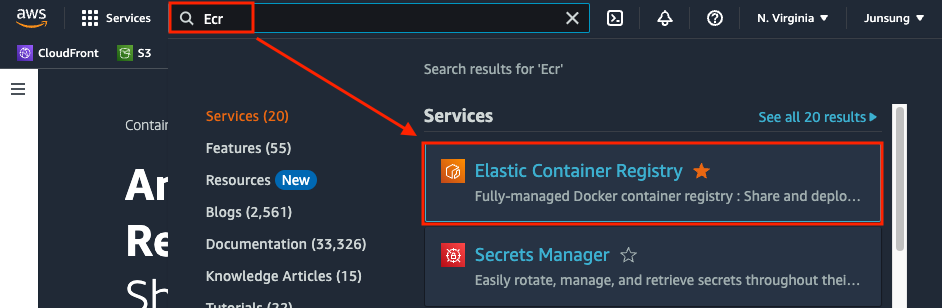 aws
Services
Ecr
N. Virginia
Junsung
CloudFront
S3
Search results for 'Ecr'
Services (20)
Features (55)
Resources New
Blogs (2,561)
Documentation (33,326)
Knowledge Articles (15)
Tutorials (22)
Services
See all 20 results
Elastic Container Registry
Fully-managed Docker container registry : Share and deplo...
Secrets Manager
Easily rotate, manage, and retrieve secrets throughout thei...
Contain
An
Re
Sh